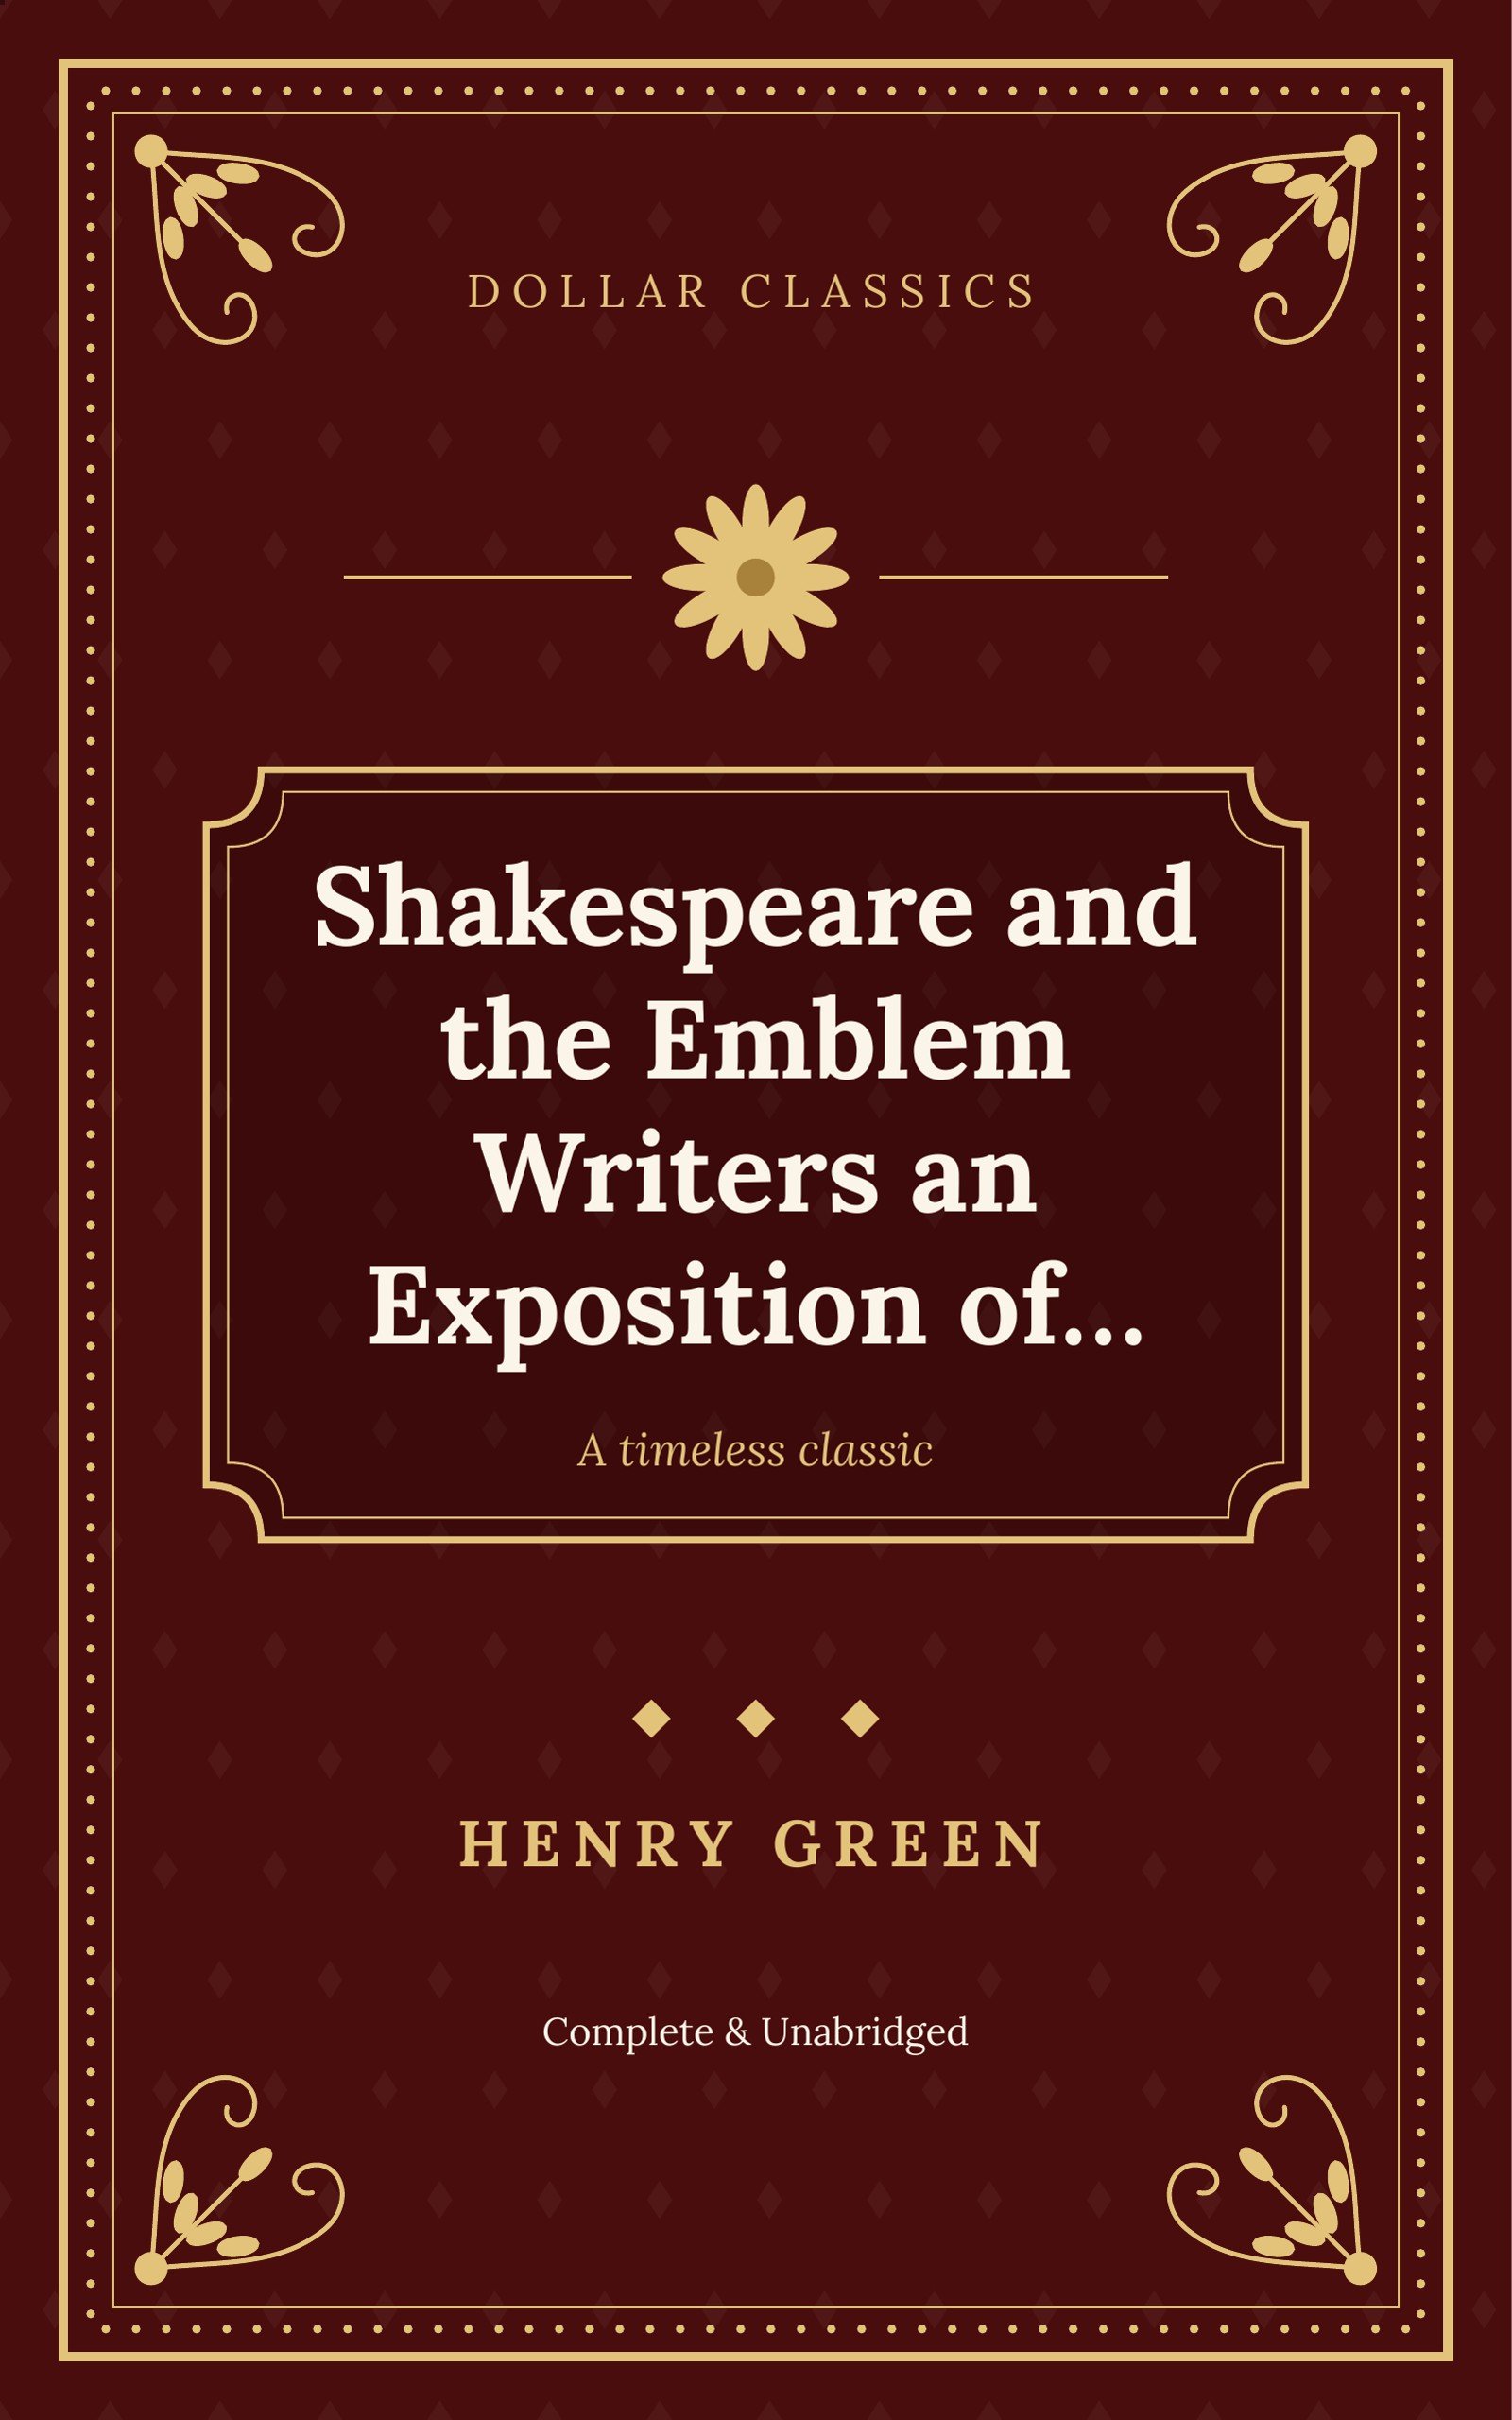 DOLLAR CLASSICS
Shakespeare and
the Emblem
Writers an
Exposition of...
A timeless classic
HENRY GREEN
Complete & Unabridged